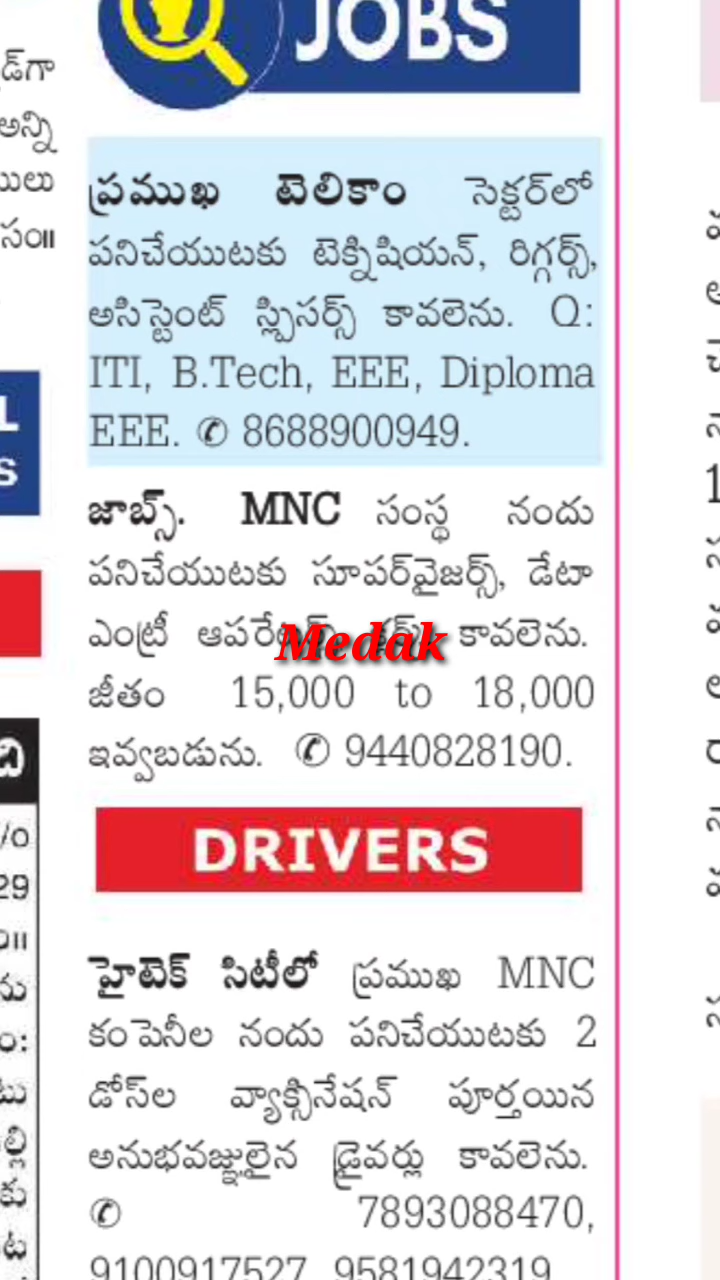 JOBS
ప్రముఖ టెలికాం సెక్టర్‌లో
పనిచేయుటకు టెక్నిషియన్, రిగ్గర్స్,
అసిస్టెంట్ స్ప్లిసర్స్ కావలెను. Q:
ITI, B.Tech, EEE, Diploma
EEE. ✆ 8688900949.
జాబ్స్. MNC సంస్థ నందు
పనిచేయుటకు సూపర్‌వైజర్స్, డేటా
ఎంట్రీ కావలెను.
Medak
జీతం 15,000 to 18,000
ఇవ్వబడును. ✆ 9440828190.
DRIVERS
హైటెక్ సిటీలో ప్రముఖ MNC
కంపెనీల నందు పనిచేయుటకు 2
డోస్‌ల వ్యాక్సినేషన్ పూర్తయిన
అనుభవజ్ఞులైన డ్రైవర్లు కావలెను.
✆ 7893088470,
9100917527, 9581942319